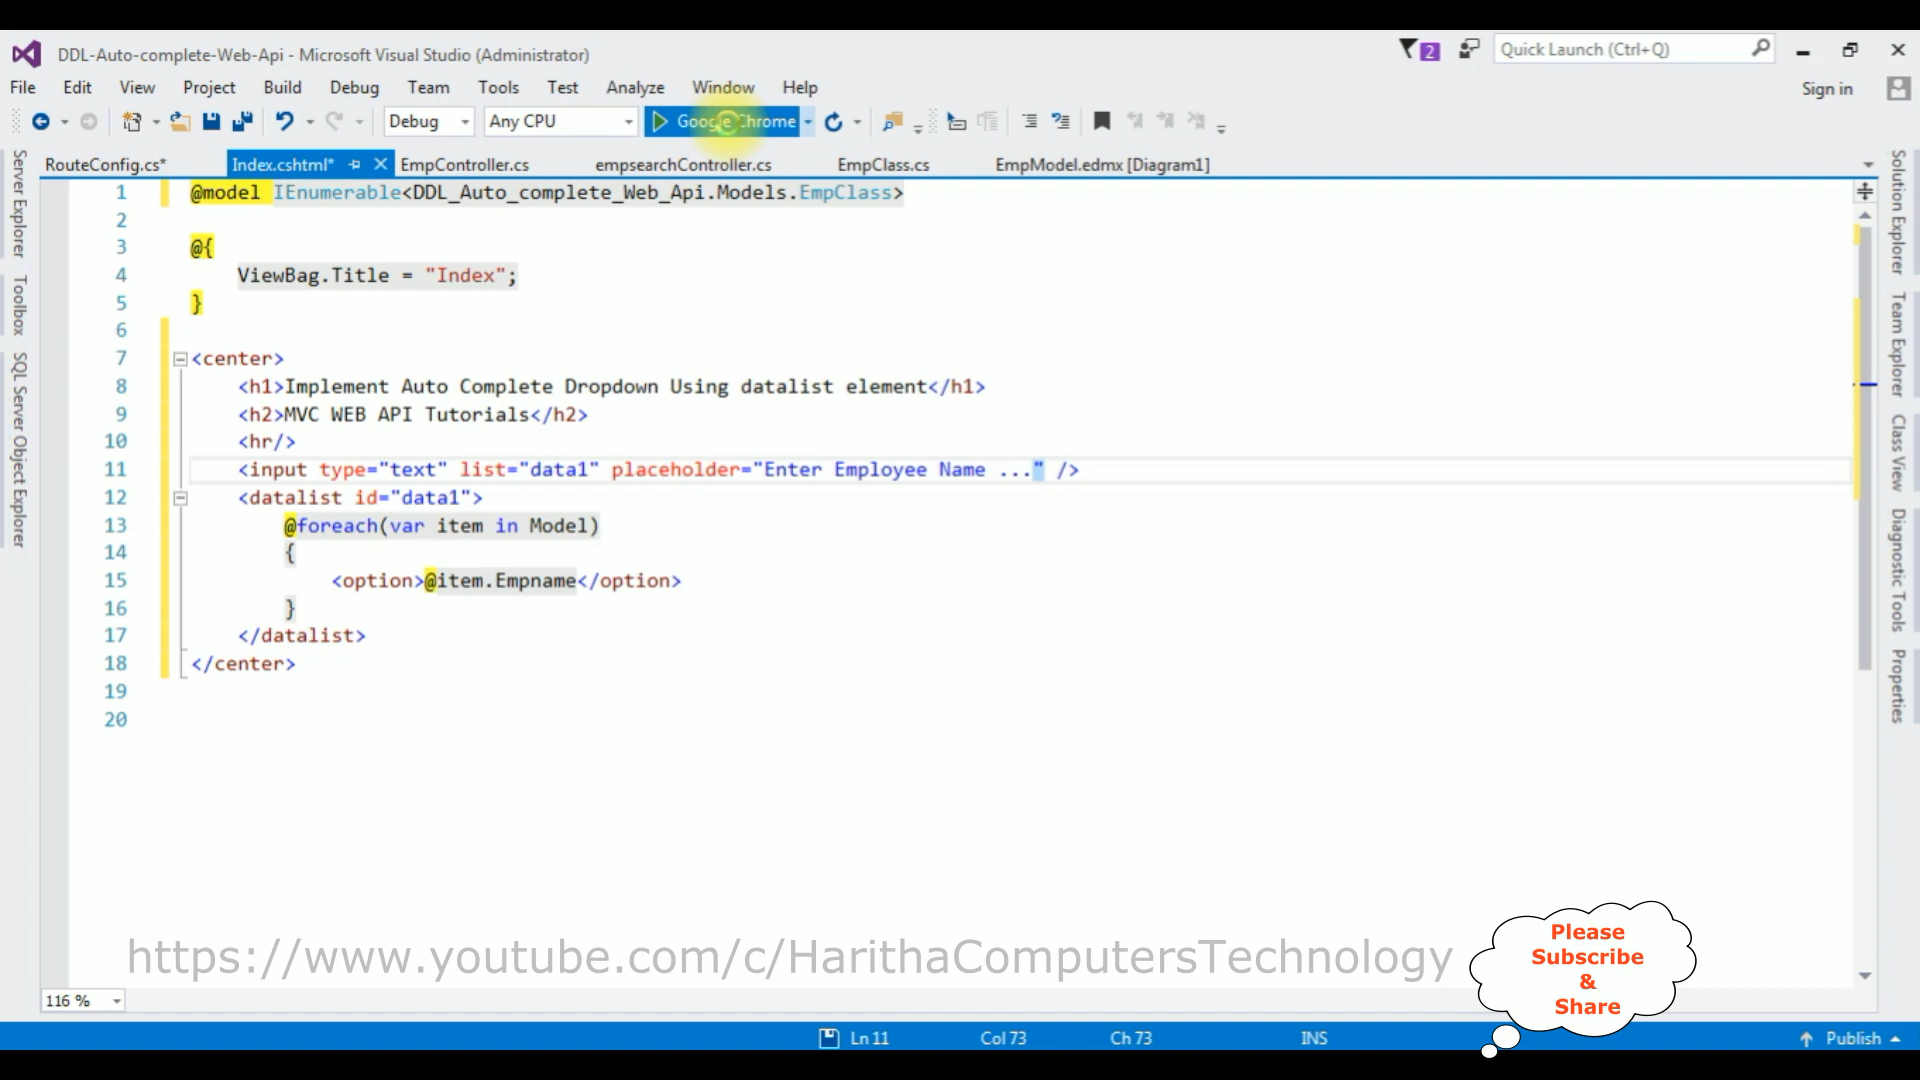 DDL-Auto-complete-Web-Api - Microsoft Visual Studio (Administrator)
2
Quick Launch (Ctrl+Q)
File Edit View Project Build Debug Team Tools Test Analyze Window Help
Sign in
Debug
Any CPU
Google Chrome
RouteConfig.cs*
Index.cshtml*
EmpController.cs
empsearchController.cs
EmpClass.cs
EmpModel.edmx [Diagram1]
Server Explorer
Toolbox
SQL Server Object Explorer
1 @model IEnumerable<DDL_Auto_complete_Web_Api.Models.EmpClass>
2
3 @{
4 ViewBag.Title = "Index";
5 }
6
7 <center>
8 <h1>Implement Auto Complete Dropdown Using datalist element</h1>
9 <h2>MVC WEB API Tutorials</h2>
10 <hr/>
11 <input type="text" list="data1" placeholder="Enter Employee Name ..." />
12 <datalist id="data1">
13 @foreach(var item in Model)
14 {
15 <option>@item.Empname</option>
16 }
17 </datalist>
18 </center>
19
20
Solution Explorer
Team Explorer
Class View
Diagnostic Tools
Properties
https://www.youtube.com/c/HarithaComputersTechnology
Please
Subscribe
&
Share
116 %
Ln 11 Col 73 Ch 73 INS Publish